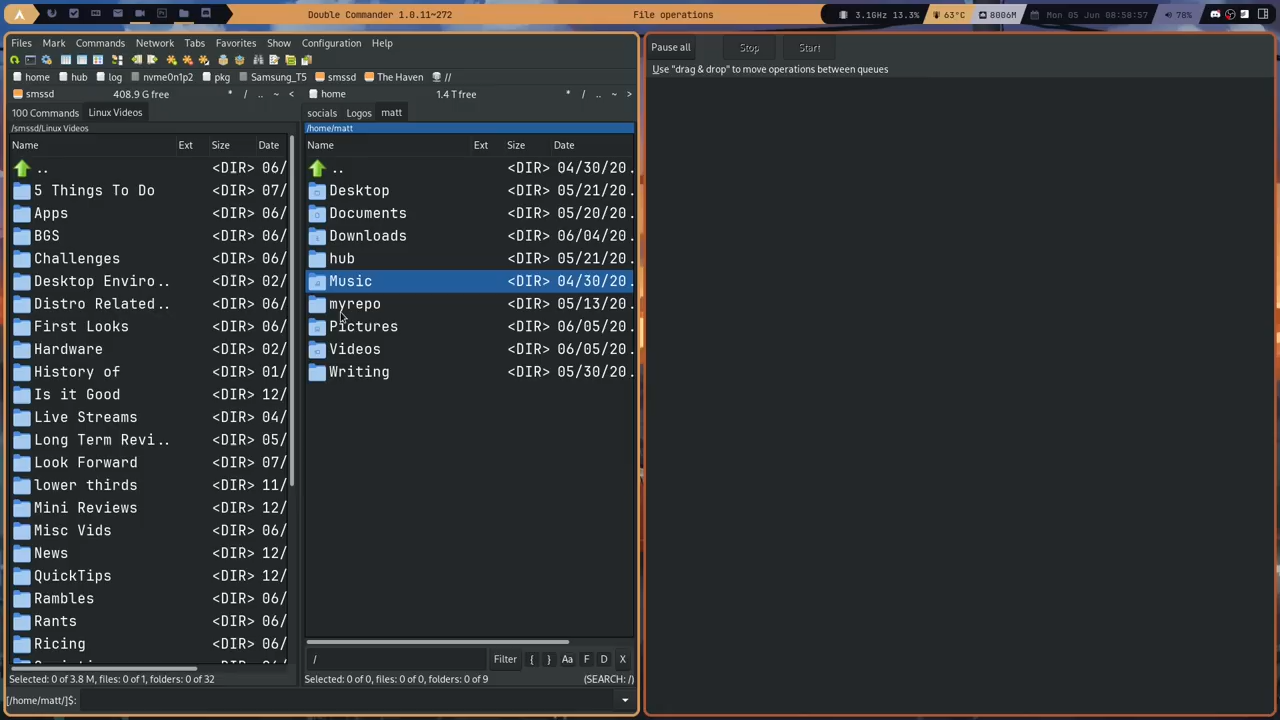 Double Commander 1.0.11~272
File operations
3.1GHz 13.3%
63°C
8006M
Mon 05 Jun 08:58:57
78%
Files Mark Commands Network Tabs Favorites Show Configuration Help
home hub log nvme0n1p2 pkg Samsung_T5 smssd The Haven //
smssd 408.9 G free * / .. ~ <
100 Commands Linux Videos
/smssd/Linux Videos
Name Ext Size Date
.. <DIR> 06/
5 Things To Do <DIR> 07/
Apps <DIR> 06/
BGS <DIR> 06/
Challenges <DIR> 06/
Desktop Enviro.. <DIR> 02/
Distro Related.. <DIR> 06/
First Looks <DIR> 06/
Hardware <DIR> 02/
History of <DIR> 01/
Is it Good <DIR> 12/
Live Streams <DIR> 04/
Long Term Revi.. <DIR> 05/
Look Forward <DIR> 07/
lower thirds <DIR> 11/
Mini Reviews <DIR> 12/
Misc Vids <DIR> 06/
News <DIR> 12/
QuickTips <DIR> 12/
Rambles <DIR> 06/
Rants <DIR> 06/
Ricing <DIR> 06/
Selected: 0 of 3.8 M, files: 0 of 1, folders: 0 of 32
home 1.4 T free * / .. ~ >
socials Logos matt
/home/matt
Name Ext Size Date
.. <DIR> 04/30/20.
Desktop <DIR> 05/21/20.
Documents <DIR> 05/20/20.
Downloads <DIR> 06/04/20.
hub <DIR> 05/21/20.
Music <DIR> 04/30/20.
myrepo <DIR> 05/13/20.
Pictures <DIR> 06/05/20.
Videos <DIR> 06/05/20.
Writing <DIR> 05/30/20.
/ Filter { } Aa F D X
Selected: 0 of 0, files: 0 of 0, folders: 0 of 9 (SEARCH: /)
[/home/matt/]$:
Pause all Stop Start
Use "drag & drop" to move operations between queues